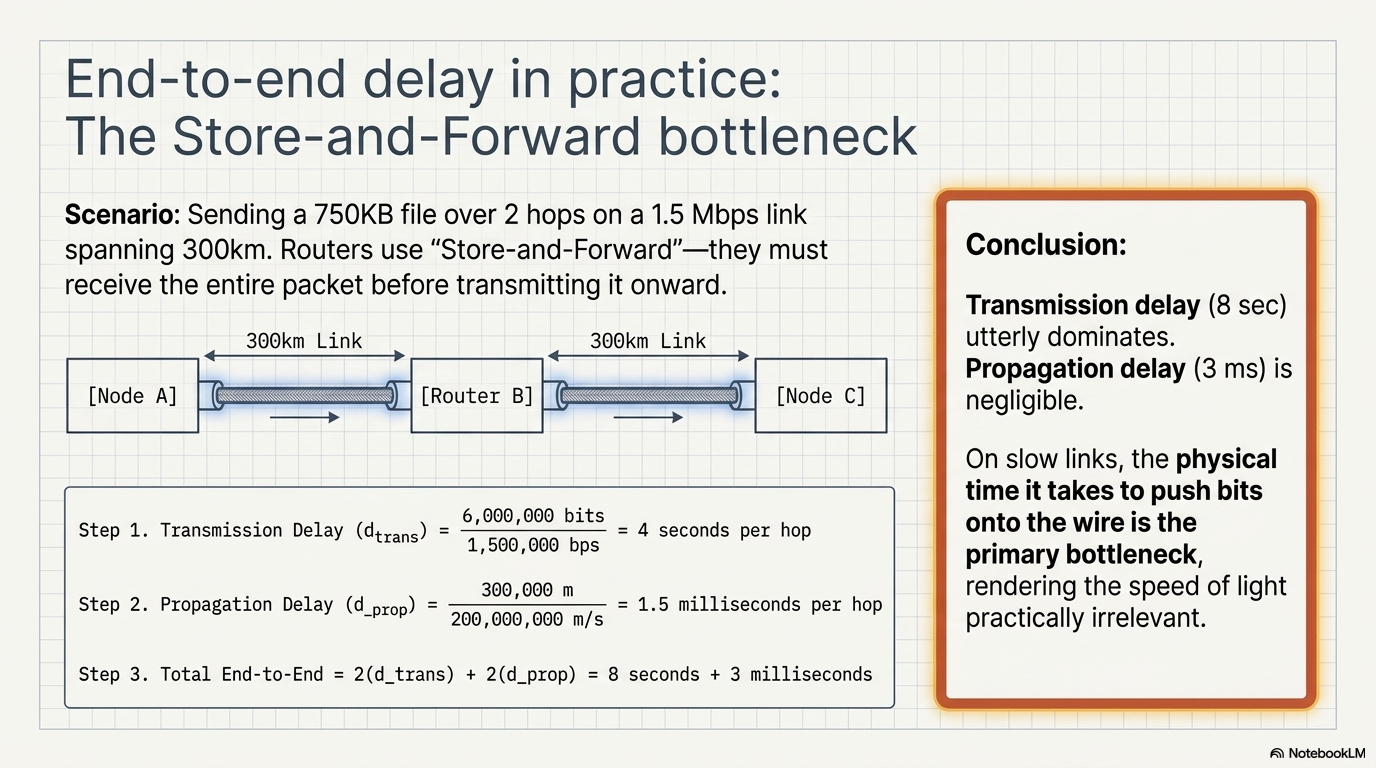 End-to-end delay in practice:
The Store-and-Forward bottleneck
Scenario: Sending a 750KB file over 2 hops on a 1.5 Mbps link
spanning 300km. Routers use “Store-and-Forward”—they must
receive the entire packet before transmitting it onward.
300km Link
300km Link
[Node A]
[Router B]
[Node C]
Step 1. Transmission Delay (d_trans) = 6,000,000 bits / 1,500,000 bps = 4 seconds per hop
Step 2. Propagation Delay (d_prop) = 300,000 m / 200,000,000 m/s = 1.5 milliseconds per hop
Step 3. Total End-to-End = 2(d_trans) + 2(d_prop) = 8 seconds + 3 milliseconds
Conclusion:
Transmission delay (8 sec)
utterly dominates.
Propagation delay (3 ms) is
negligible.
On slow links, the physical
time it takes to push bits
onto the wire is the
primary bottleneck,
rendering the speed of light
practically irrelevant.
NotebookLM